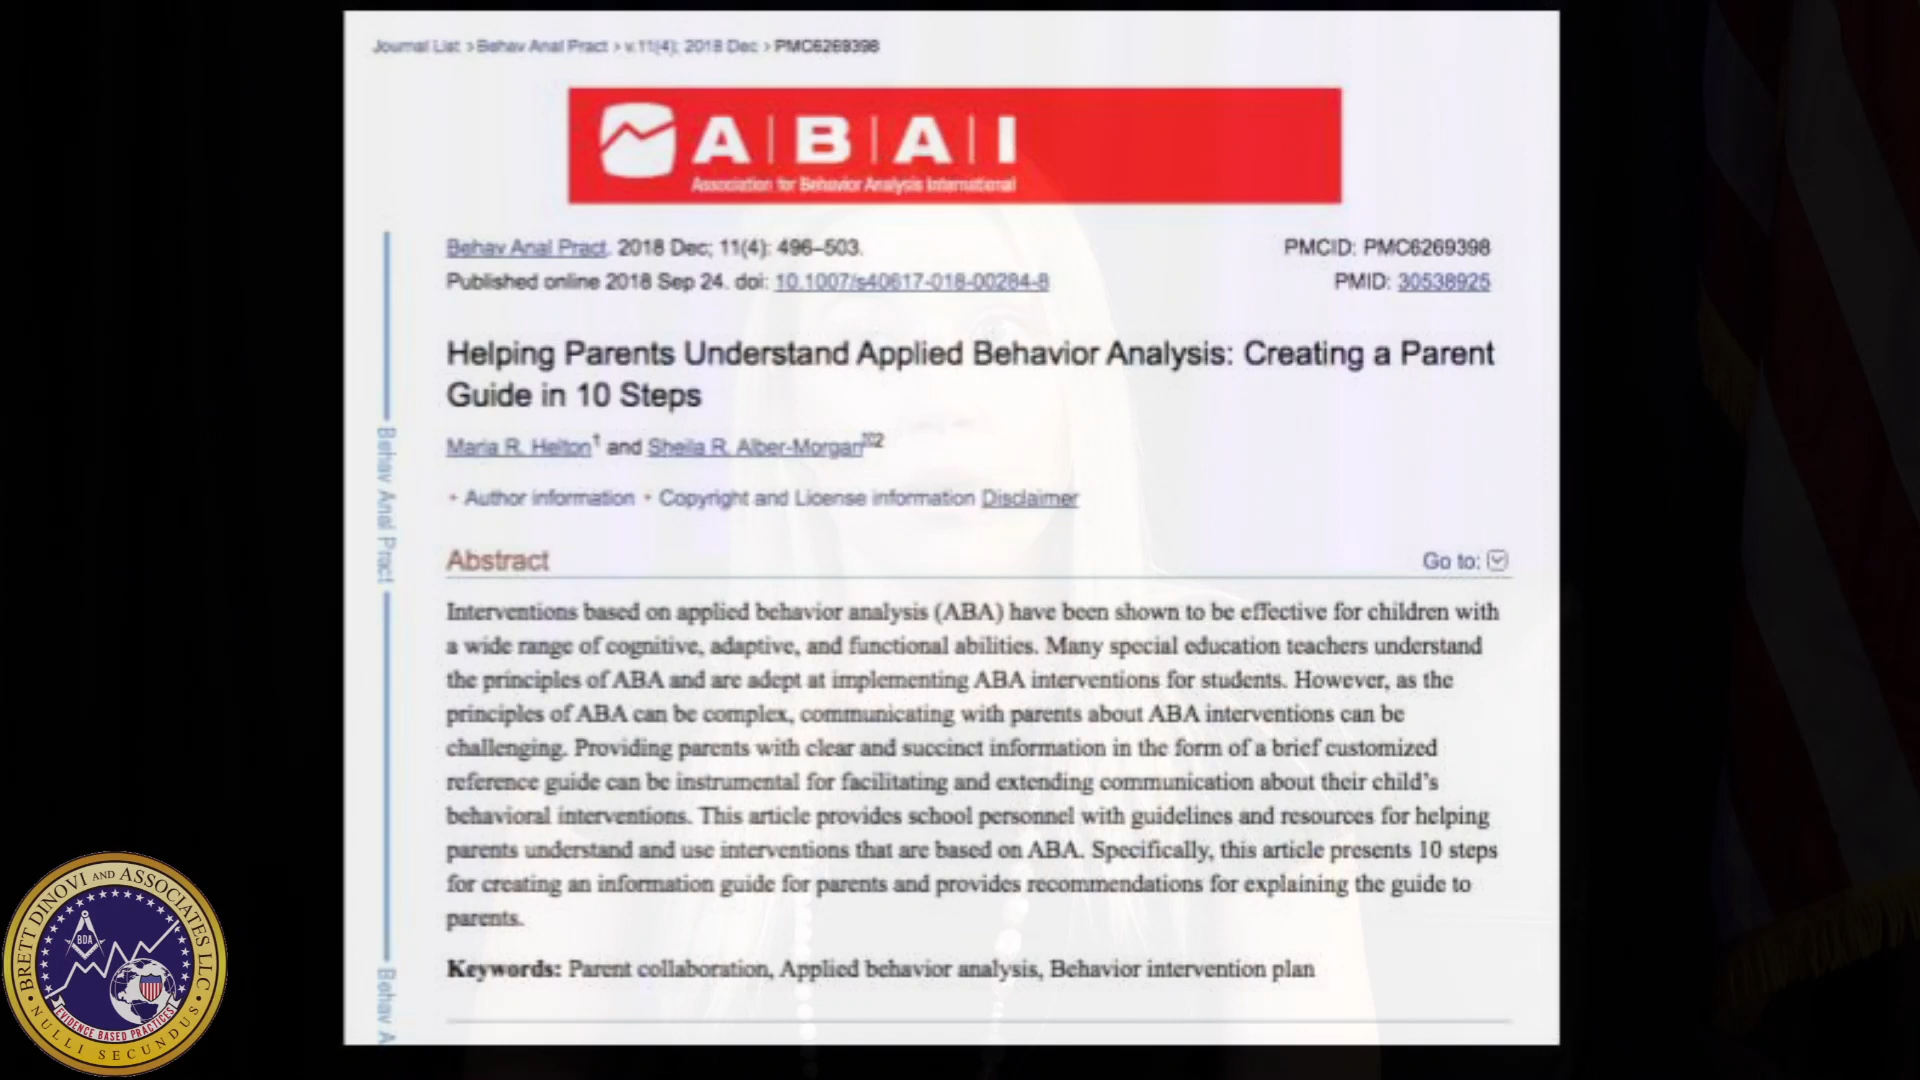 Journal List > Behav Anal Pract > v.11(4); 2018 Dec > PMC6269398
A|B|A|I
Association for Behavior Analysis International
Behav Anal Pract. 2018 Dec; 11(4): 496–503.
PMCID: PMC6269398
Published online 2018 Sep 24. doi: 10.1007/s40617-018-00284-8
PMID: 30538925
Helping Parents Understand Applied Behavior Analysis: Creating a Parent
Guide in 10 Steps
Maria R. Helton1 and Sheila R. Alber-Morgan2
Author information • Copyright and License information Disclaimer
Abstract
Go to:
Interventions based on applied behavior analysis (ABA) have been shown to be effective for children with
a wide range of cognitive, adaptive, and functional abilities. Many special education teachers understand
the principles of ABA and are adept at implementing ABA interventions for students. However, as the
principles of ABA can be complex, communicating with parents about ABA interventions can be
challenging. Providing parents with clear and succinct information in the form of a brief customized
reference guide can be instrumental for facilitating and extending communication about their child's
behavioral interventions. This article provides school personnel with guidelines and resources for helping
parents understand and use interventions that are based on ABA. Specifically, this article presents 10 steps
for creating an information guide for parents and provides recommendations for explaining the guide to
parents.
Keywords: Parent collaboration, Applied behavior analysis, Behavior intervention plan
Behav Anal Pract
Behav A
BRETT DINOVI AND ASSOCIATES LLC
BDA
EVIDENCE BASED PRACTICES
NULLI SECUNDUS